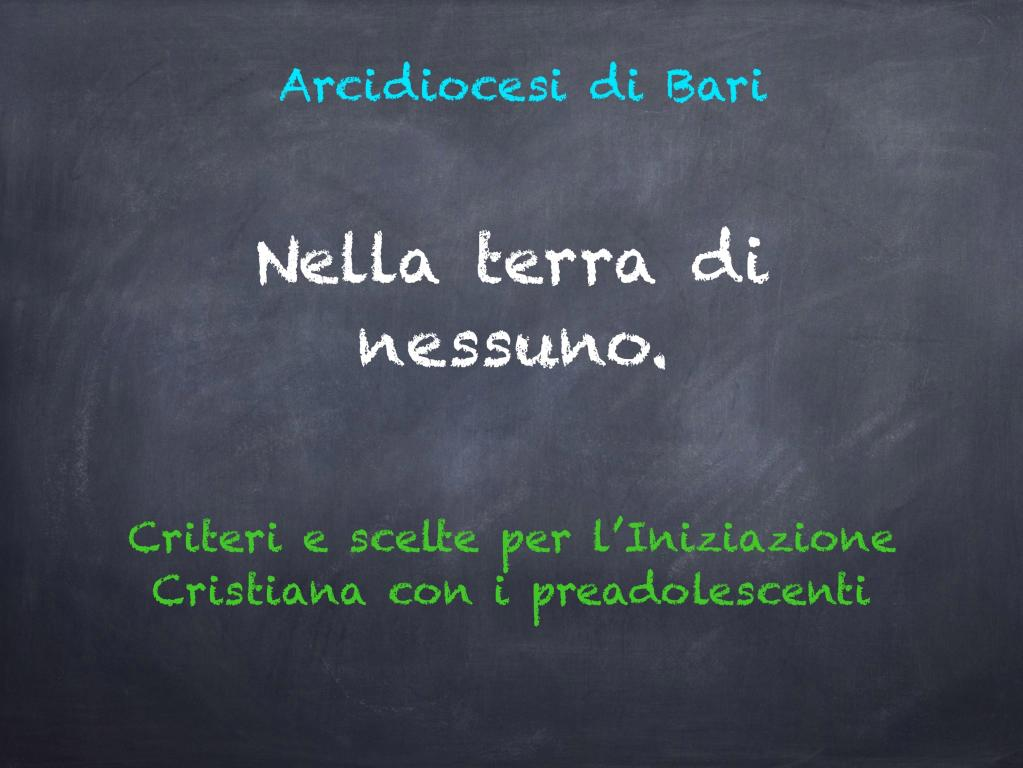 Arcidiocesi di Bari
Nella terra di
nessuno.
Criteri e scelte per l’Iniziazione
Cristiana con i preadolescenti